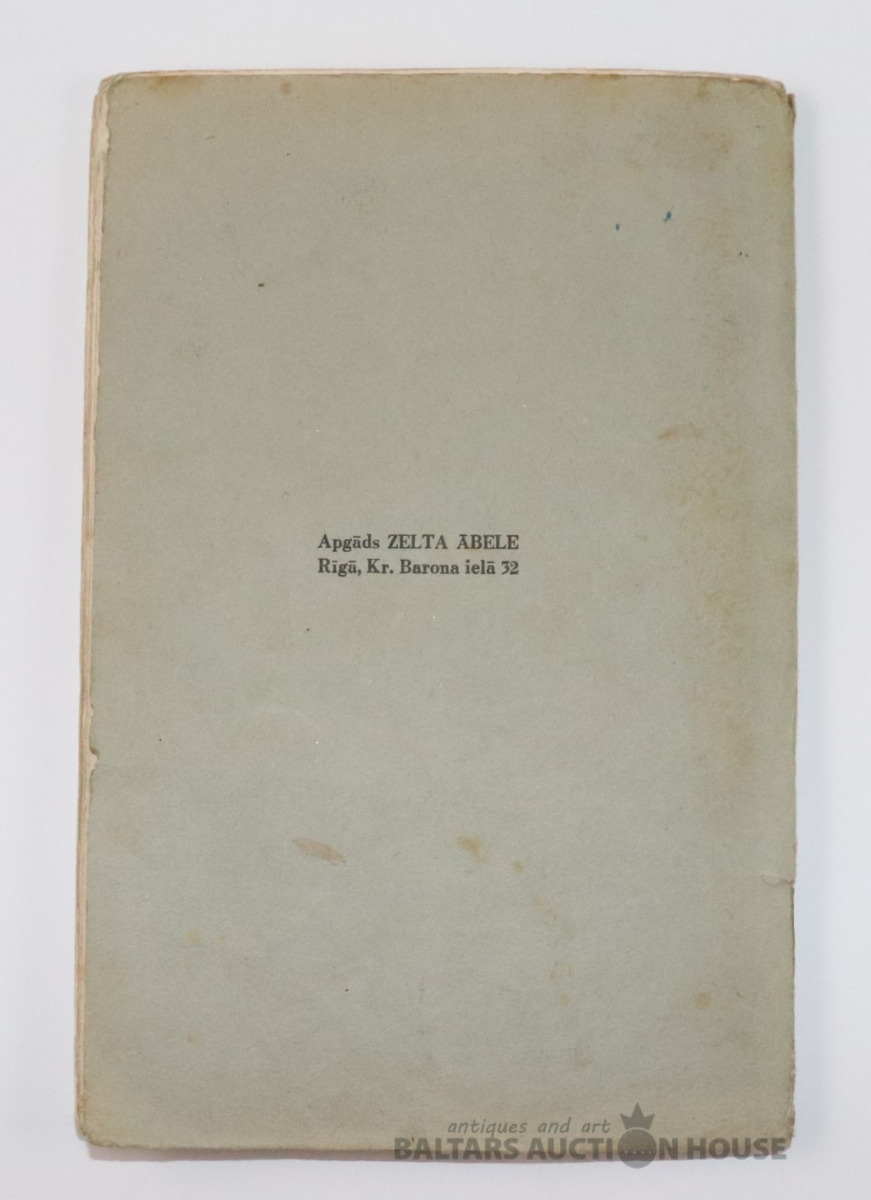 Apgāds ZELTA ĀBELE
Rīgā, Kr. Barona ielā 32
antiques and art
BALTARS AUCTION HOUSE